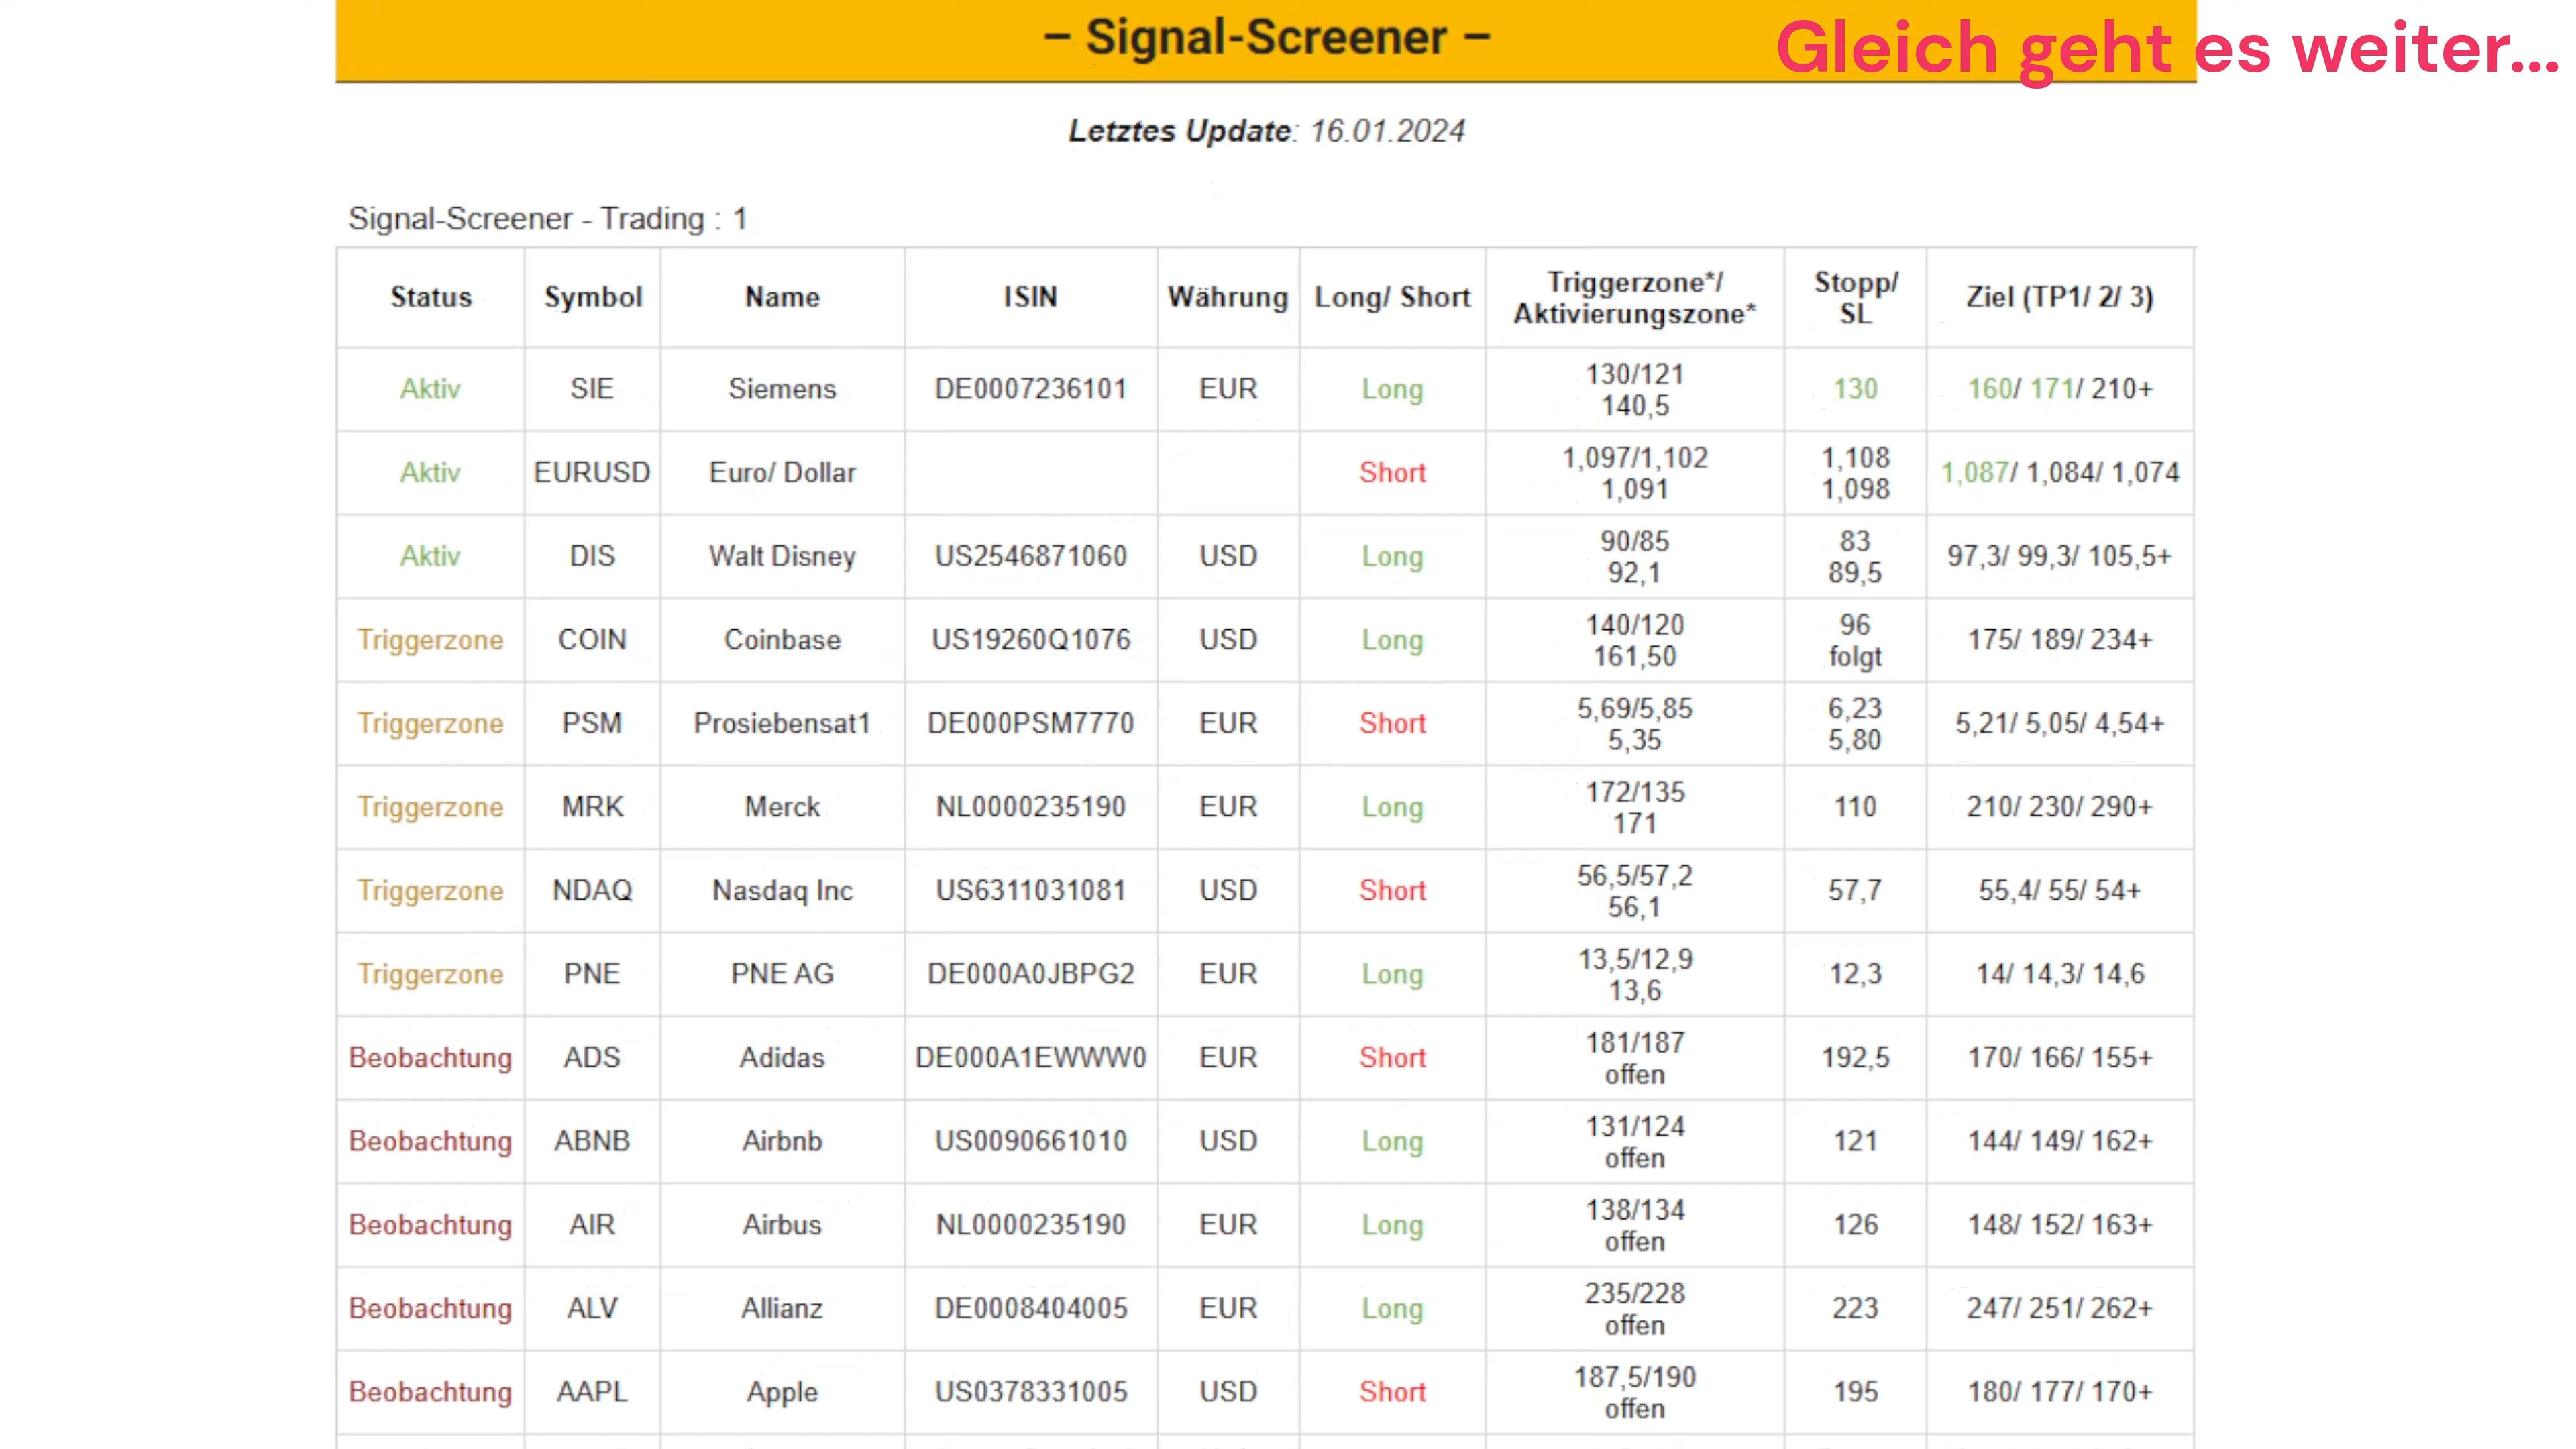 – Signal-Screener –
Gleich geht es weiter...
Letztes Update: 16.01.2024
Signal-Screener - Trading : 1
Status Symbol Name ISIN Währung Long/ Short Triggerzone*/ Aktivierungszone* Stopp/ SL Ziel (TP1/ 2/ 3)
Aktiv SIE Siemens DE0007236101 EUR Long 130/121 140,5 130 160/ 171/ 210+
Aktiv EURUSD Euro/ Dollar Short 1,097/1,102 1,091 1,108 1,098 1,087/ 1,084/ 1,074
Aktiv DIS Walt Disney US2546871060 USD Long 90/85 92,1 83 89,5 97,3/ 99,3/ 105,5+
Triggerzone COIN Coinbase US19260Q1076 USD Long 140/120 161,50 96 folgt 175/ 189/ 234+
Triggerzone PSM Prosiebensat1 DE000PSM7770 EUR Short 5,69/5,85 5,35 6,23 5,80 5,21/ 5,05/ 4,54+
Triggerzone MRK Merck NL0000235190 EUR Long 172/135 171 110 210/ 230/ 290+
Triggerzone NDAQ Nasdaq Inc US6311031081 USD Short 56,5/57,2 56,1 57,7 55,4/ 55/ 54+
Triggerzone PNE PNE AG DE000A0JBPG2 EUR Long 13,5/12,9 13,6 12,3 14/ 14,3/ 14,6
Beobachtung ADS Adidas DE000A1EWWW0 EUR Short 181/187 offen 192,5 170/ 166/ 155+
Beobachtung ABNB Airbnb US0090661010 USD Long 131/124 offen 121 144/ 149/ 162+
Beobachtung AIR Airbus NL0000235190 EUR Long 138/134 offen 126 148/ 152/ 163+
Beobachtung ALV Allianz DE0008404005 EUR Long 235/228 offen 223 247/ 251/ 262+
Beobachtung AAPL Apple US0378331005 USD Short 187,5/190 offen 195 180/ 177/ 170+